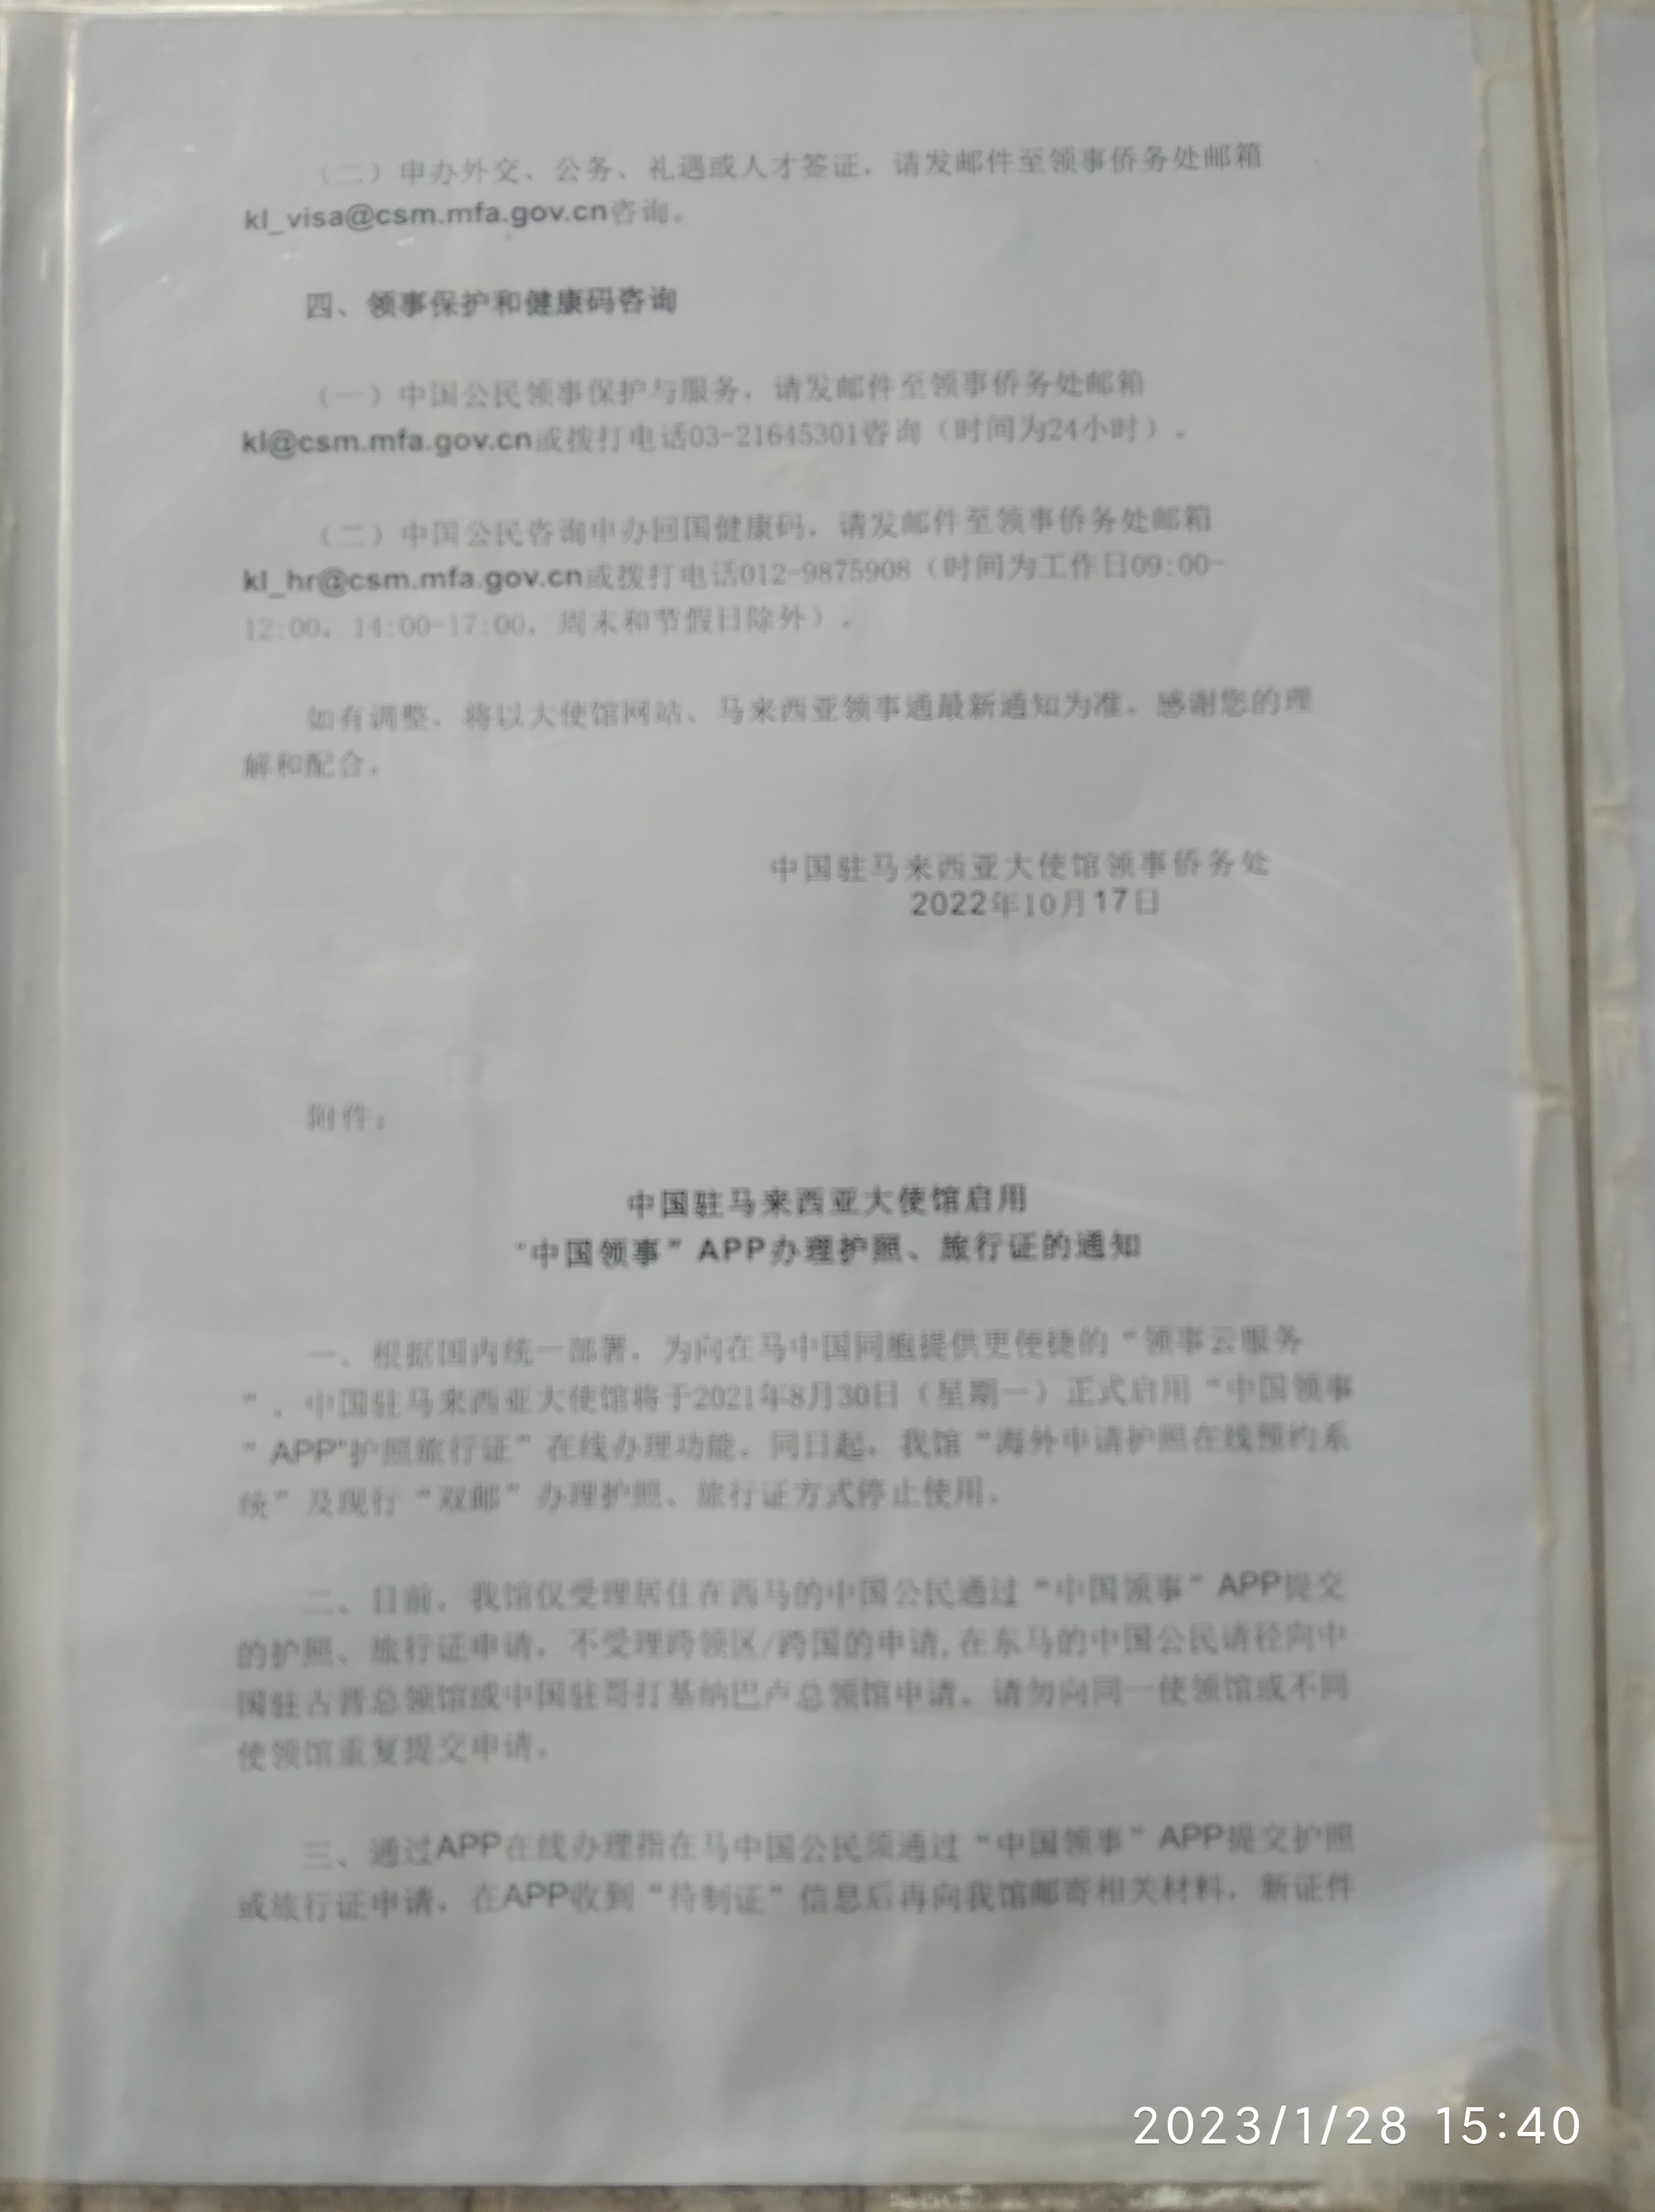 （二）申办外交、公务、礼遇或人才签证，请发邮件至领事侨务处邮箱
kl_visa@csm.mfa.gov.cn咨询。
四、领事保护和健康码咨询
（一）中国公民领事保护与服务，请发邮件至领事侨务处邮箱
kl@csm.mfa.gov.cn或拨打电话03-21645301咨询（时间为24小时）。
（二）中国公民咨询申办回国健康码，请发邮件至领事侨务处邮箱
kl_hr@csm.mfa.gov.cn或拨打电话012-9875908（时间为工作日09:00-
12:00，14:00-17:00，周末和节假日除外）。
如有调整，将以大使馆网站、马来西亚领事通最新通知为准。感谢您的理
解和配合。
中国驻马来西亚大使馆领事侨务处
2022年10月17日
附件：
中国驻马来西亚大使馆启用
“中国领事”APP办理护照、旅行证的通知
一、根据国内统一部署，为向在马中国同胞提供更便捷的“领事云服务
”，中国驻马来西亚大使馆将于2021年8月30日（星期一）正式启用“中国领事
”APP“护照旅行证”在线办理功能。同日起，我馆“海外申请护照在线预约系
统”及现行“双邮”办理护照、旅行证方式停止使用。
二、目前，我馆仅受理居住在西马的中国公民通过“中国领事”APP提交
的护照、旅行证申请，不受理跨领区/跨国的申请,在东马的中国公民请径向中
国驻古晋总领馆或中国驻哥打基纳巴卢总领馆申请。请勿向同一使领馆或不同
使领馆重复提交申请。
三、通过APP在线办理指在马中国公民须通过“中国领事”APP提交护照
或旅行证申请，在APP收到“待制证”信息后再向我馆邮寄相关材料，新证件
2023/1/28 15:40